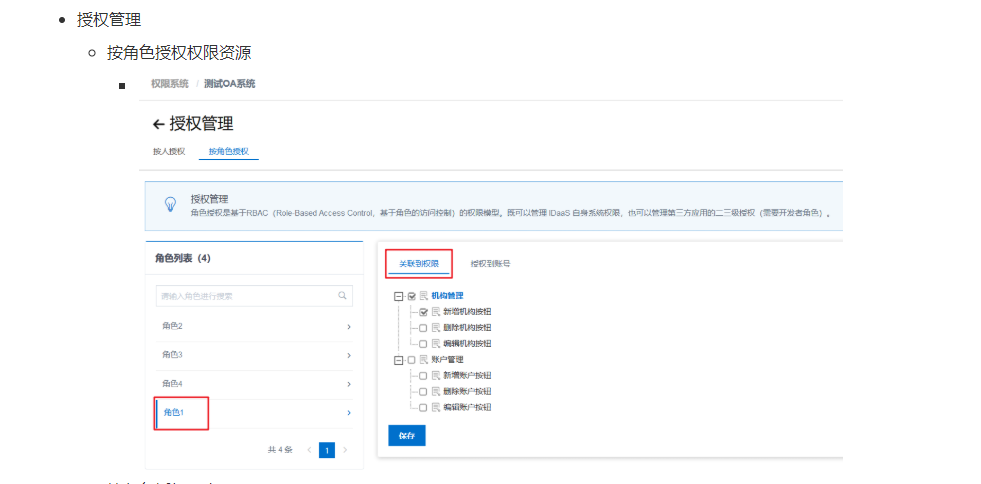 授权管理
按角色授权权限资源
权限系统 / 测试OA系统
← 授权管理
按人授权 按角色授权
授权管理
角色授权是基于RBAC（Role-Based Access Control，基于角色的访问控制）的权限模型，既可以管理 IDaaS 自身系统权限，也可以管理第三方应用的二三级授权（需要开发者角色）。
角色列表（4）
请输入角色进行搜索
角色2
角色3
角色4
角色1
共 4 条 < 1 >
关联到权限 授权到账号
机构管理
新增机构按钮
删除机构按钮
编辑机构按钮
账户管理
新增账户按钮
删除账户按钮
编辑账户按钮
保存